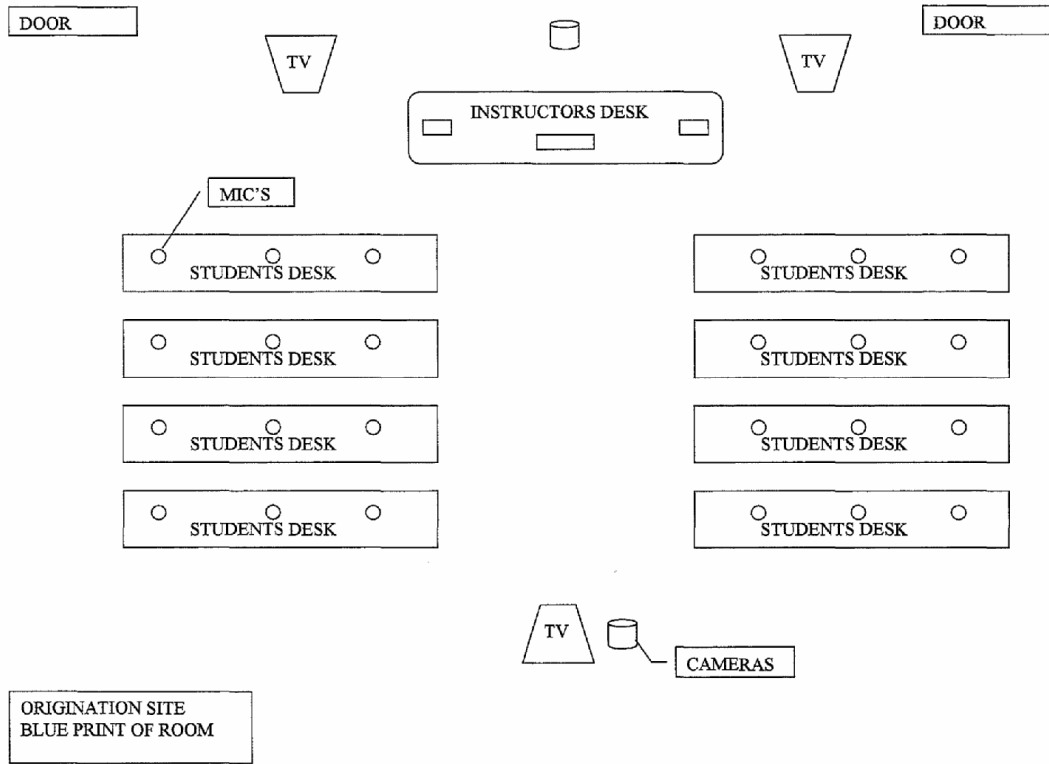 DOOR
DOOR
TV
TV
INSTRUCTORS DESK
MIC'S
STUDENTS DESK
STUDENTS DESK
STUDENTS DESK
STUDENTS DESK
STUDENTS DESK
STUDENTS DESK
STUDENTS DESK
STUDENTS DESK
TV
CAMERAS
ORIGINATION SITE
BLUE PRINT OF ROOM